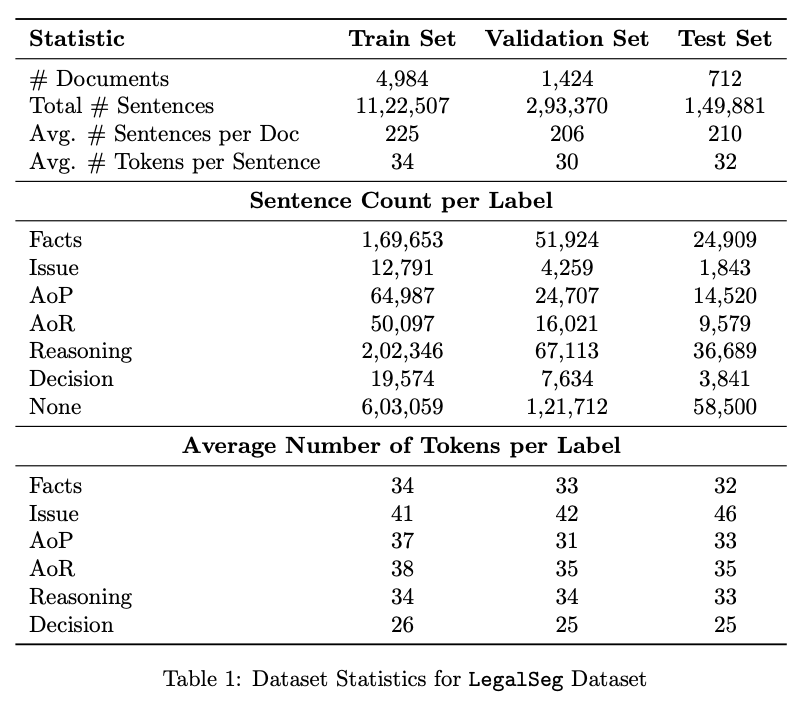 Statistic Train Set Validation Set Test Set
# Documents 4,984 1,424 712
Total # Sentences 11,22,507 2,93,370 1,49,881
Avg. # Sentences per Doc 225 206 210
Avg. # Tokens per Sentence 34 30 32
Sentence Count per Label
Facts 1,69,653 51,924 24,909
Issue 12,791 4,259 1,843
AoP 64,987 24,707 14,520
AoR 50,097 16,021 9,579
Reasoning 2,02,346 67,113 36,689
Decision 19,574 7,634 3,841
None 6,03,059 1,21,712 58,500
Average Number of Tokens per Label
Facts 34 33 32
Issue 41 42 46
AoP 37 31 33
AoR 38 35 35
Reasoning 34 34 33
Decision 26 25 25
Table 1: Dataset Statistics for LegalSeg Dataset